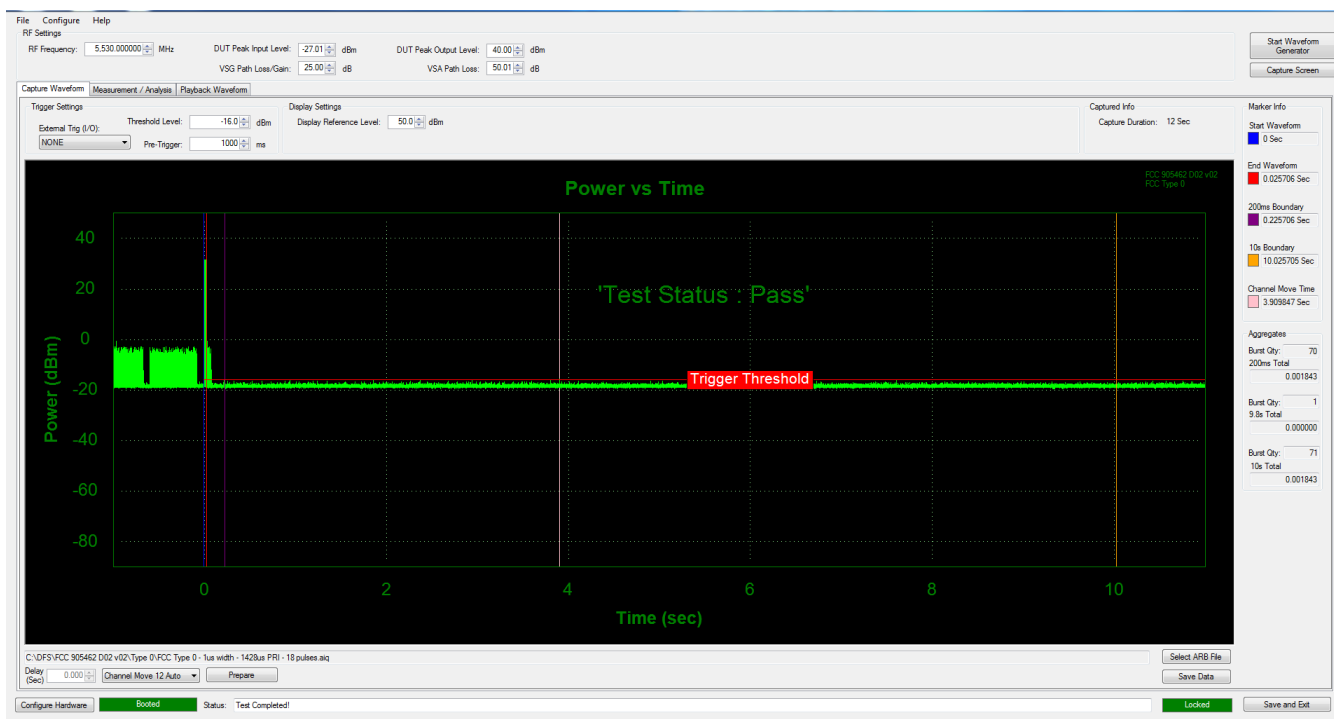 File Configure Help
RF Settings
RF Frequency: 5,530.000000 MHz DUT Peak Input Level: -27.01 dBm DUT Peak Output Level: 40.00 dBm
VSG Path Loss/Gain: 25.00 dB VSA Path Loss: 50.01 dB
Start Waveform
Generator
Capture Screen
Capture Waveform Measurement / Analysis Playback Waveform
Trigger Settings
Threshold Level: -16.0 dBm
External Trig (I/O):
NONE
Pre-Trigger: 1000 ms
Display Settings
Display Reference Level: 50.0 dBm
Captured Info
Capture Duration: 12 Sec
Marker Info
Start Waveform
0 Sec
End Waveform
0.025706 Sec
200ms Boundary
0.225706 Sec
10s Boundary
10.025705 Sec
Channel Move Time
3.909847 Sec
Aggregates
Burst Qty: 70
200ms Total
0.001843
Burst Qty: 1
9.8s Total
0.000000
Burst Qty: 71
10s Total
0.001843
Power vs Time
FCC 905462 D02 v02
FCC Type 0
40
20
0
-20
-40
-60
-80
Power (dBm)
'Test Status : Pass'
Trigger Threshold
0 2 4 6 8 10
Time (sec)
C:\DFS\FCC 905462 D02 v02\Type 0\FCC Type 0 - 1us width - 1428us PRI - 18 pulses.aiq
Select ARB File
Delay
(Sec) 0.000 Channel Move 12 Auto Prepare
Save Data
Configure Hardware Booted Status: Test Completed! Locked Save and Exit